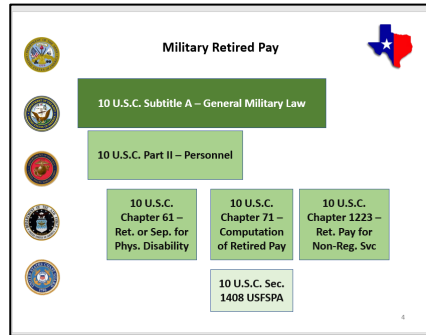 Military Retired Pay
10 U.S.C. Subtitle A – General Military Law
10 U.S.C. Part II – Personnel
10 U.S.C.
Chapter 61 –
Ret. or Sep. for
Phys. Disability
10 U.S.C.
Chapter 71 –
Computation
of Retired Pay
10 U.S.C.
Chapter 1223 –
Ret. Pay for
Non-Reg. Svc
10 U.S.C. Sec.
1408 USFSPA
4